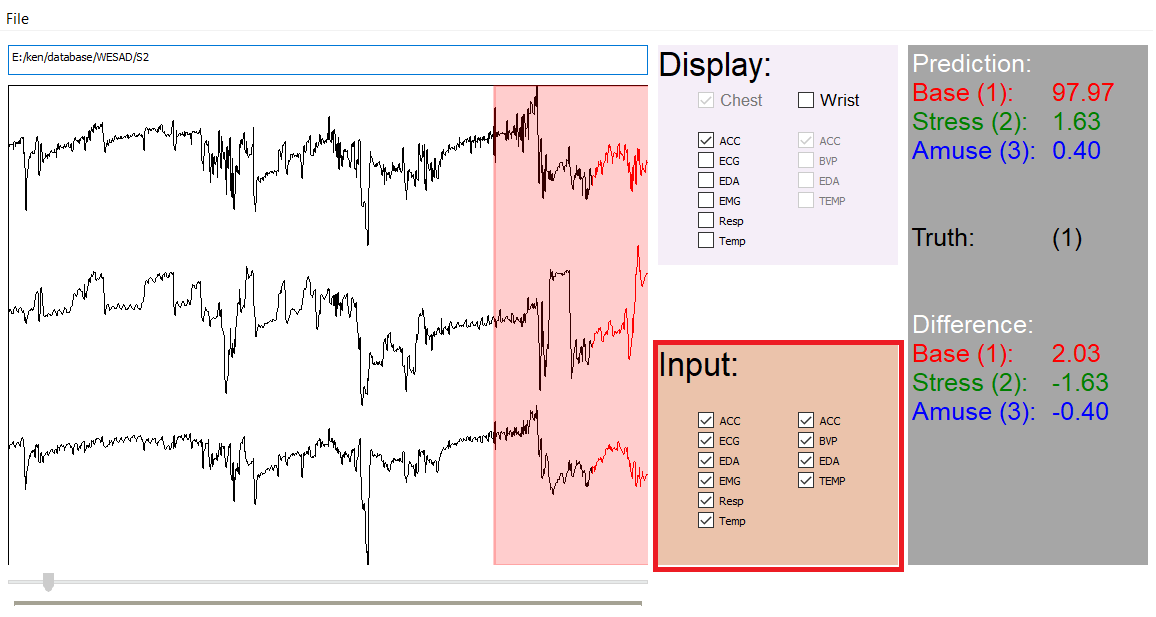 File
E:/ken/database/WESAD/S2
Display:
Chest Wrist
ACC ACC
ECG BVP
EDA EDA
EMG TEMP
Resp
Temp
Input:
ACC ACC
ECG BVP
EDA EDA
EMG TEMP
Resp
Temp
Prediction:
Base (1): 97.97
Stress (2): 1.63
Amuse (3): 0.40
Truth: (1)
Difference:
Base (1): 2.03
Stress (2): -1.63
Amuse (3): -0.40